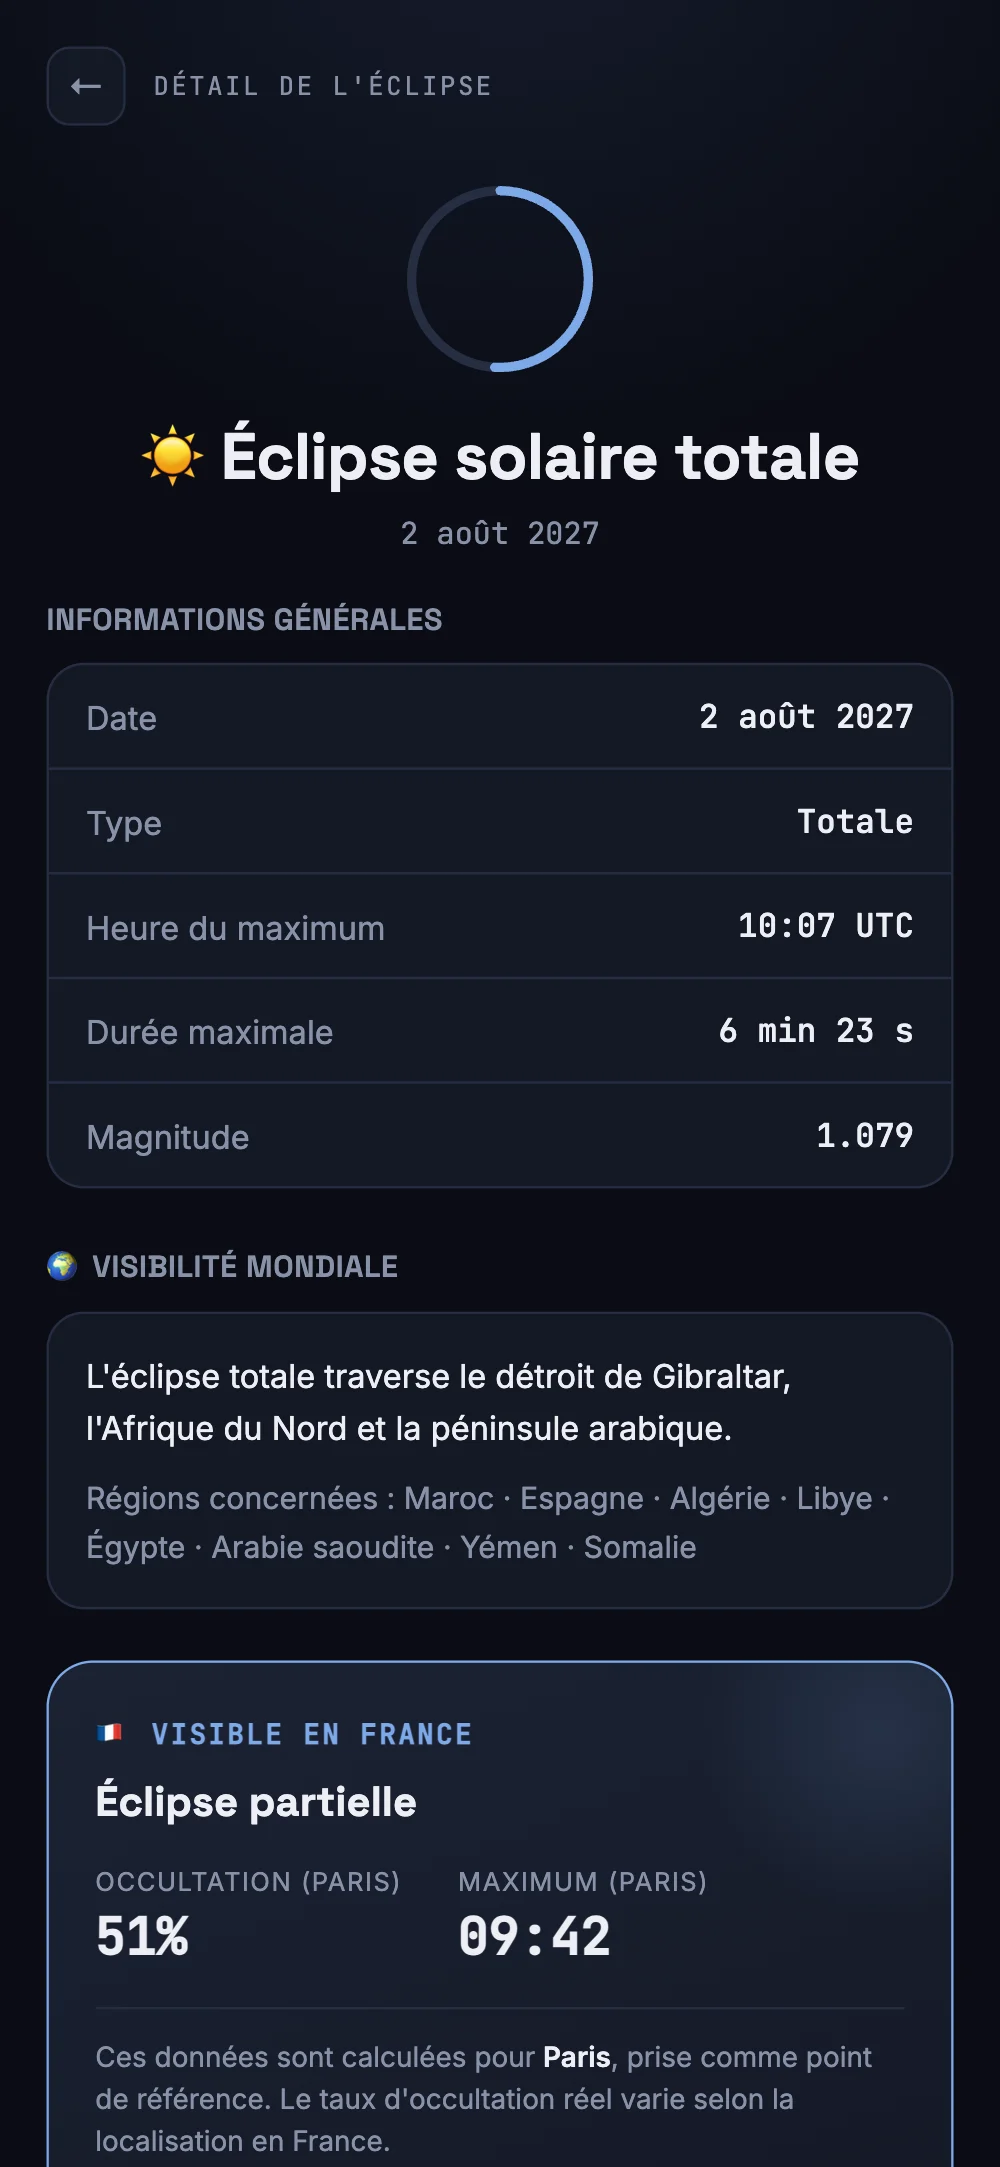 DÉTAIL DE L'ÉCLIPSE
Éclipse solaire totale
2 août 2027
INFORMATIONS GÉNÉRALES
Date 2 août 2027
Type Totale
Heure du maximum 10:07 UTC
Durée maximale 6 min 23 s
Magnitude 1.079
VISIBILITÉ MONDIALE
L'éclipse totale traverse le détroit de Gibraltar,
l'Afrique du Nord et la péninsule arabique.
Régions concernées : Maroc · Espagne · Algérie · Libye ·
Égypte · Arabie saoudite · Yémen · Somalie
VISIBLE EN FRANCE
Éclipse partielle
OCCULTATION (PARIS) MAXIMUM (PARIS)
51% 09:42
Ces données sont calculées pour Paris, prise comme point
de référence. Le taux d'occultation réel varie selon la
localisation en France.